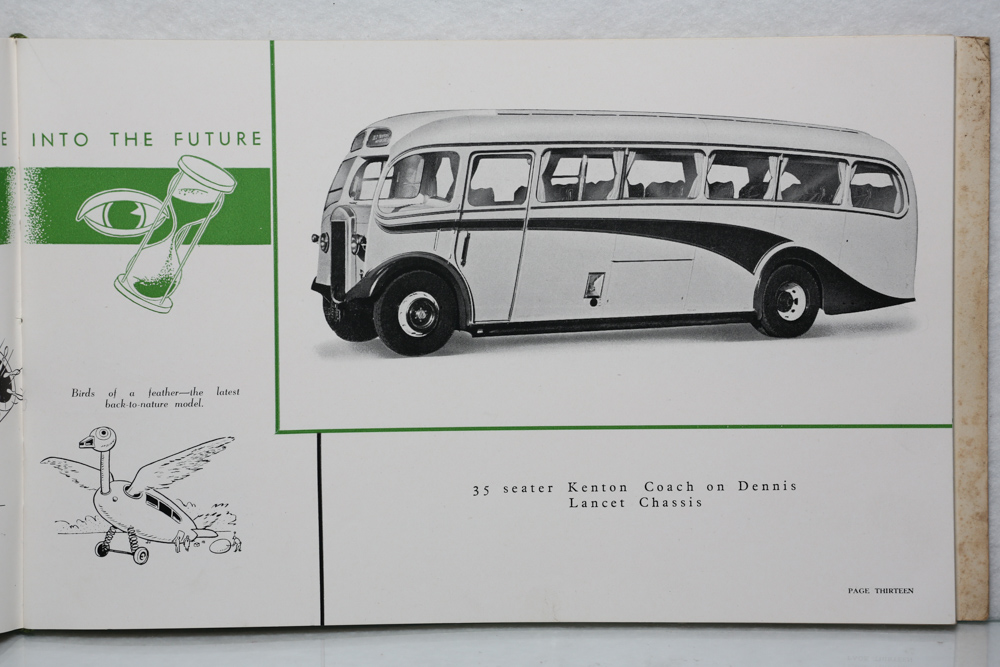 E INTO THE FUTURE
Birds of a feather—the latest
back-to-nature model.
35 seater Kenton Coach on Dennis
Lancet Chassis
PAGE THIRTEEN